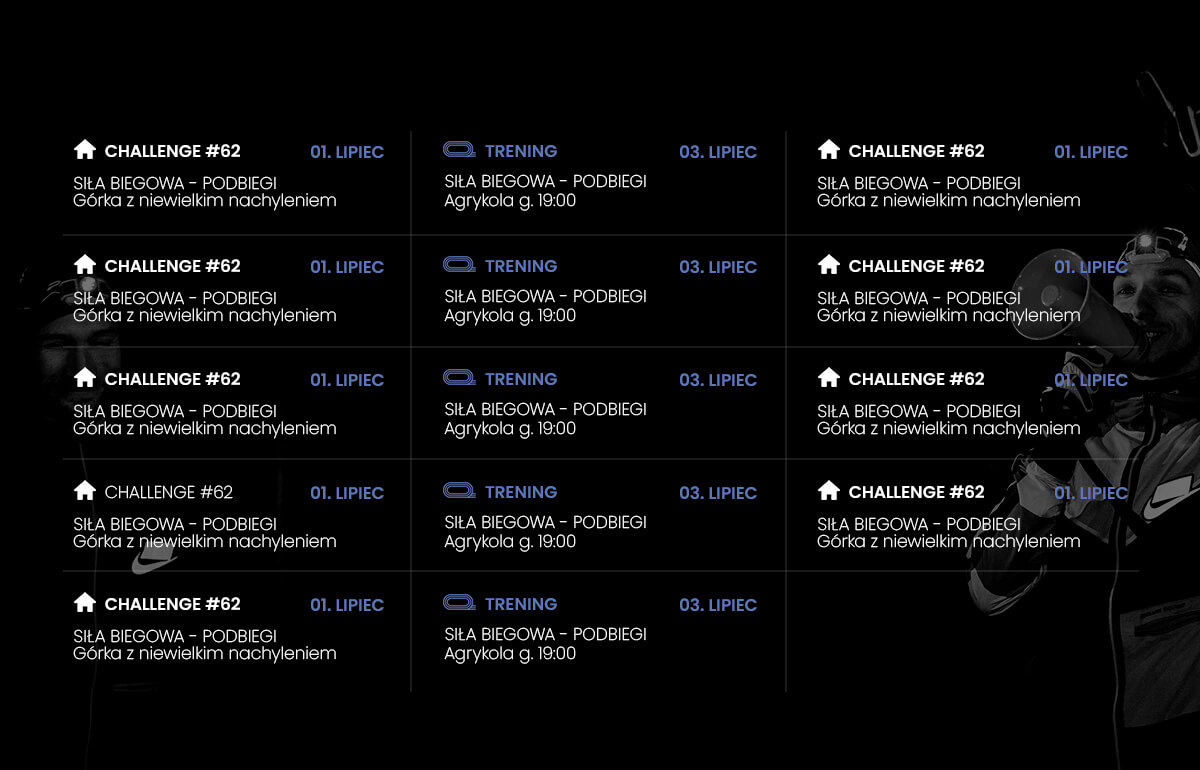 CHALLENGE #62 01. LIPIEC
SIŁA BIEGOWA - PODBIEGI
Górka z niewielkim nachyleniem
TRENING 03. LIPIEC
SIŁA BIEGOWA - PODBIEGI
Agrykola g. 19:00
CHALLENGE #62 01. LIPIEC
SIŁA BIEGOWA - PODBIEGI
Górka z niewielkim nachyleniem
CHALLENGE #62 01. LIPIEC
SIŁA BIEGOWA - PODBIEGI
Górka z niewielkim nachyleniem
TRENING 03. LIPIEC
SIŁA BIEGOWA - PODBIEGI
Agrykola g. 19:00
CHALLENGE #62 01. LIPIEC
SIŁA BIEGOWA - PODBIEGI
Górka z niewielkim nachyleniem
CHALLENGE #62 01. LIPIEC
SIŁA BIEGOWA - PODBIEGI
Górka z niewielkim nachyleniem
TRENING 03. LIPIEC
SIŁA BIEGOWA - PODBIEGI
Agrykola g. 19:00
CHALLENGE #62 01. LIPIEC
SIŁA BIEGOWA - PODBIEGI
Górka z niewielkim nachyleniem
CHALLENGE #62 01. LIPIEC
SIŁA BIEGOWA - PODBIEGI
Górka z niewielkim nachyleniem
TRENING 03. LIPIEC
SIŁA BIEGOWA - PODBIEGI
Agrykola g. 19:00
CHALLENGE #62 01. LIPIEC
SIŁA BIEGOWA - PODBIEGI
Górka z niewielkim nachyleniem
CHALLENGE #62 01. LIPIEC
SIŁA BIEGOWA - PODBIEGI
Górka z niewielkim nachyleniem
TRENING 03. LIPIEC
SIŁA BIEGOWA - PODBIEGI
Agrykola g. 19:00